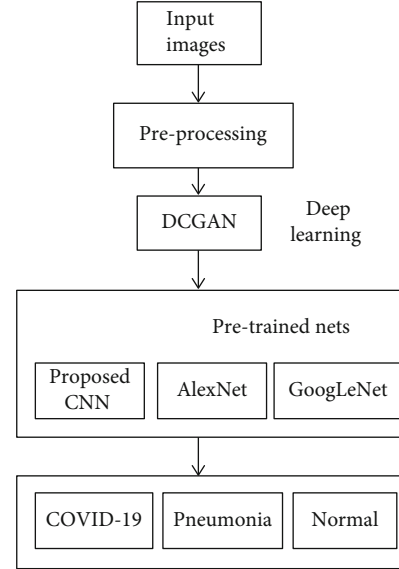 Input
images
Pre-processing
DCGAN
Deep
learning
Pre-trained nets
Proposed
CNN
AlexNet
GoogLeNet
COVID-19
Pneumonia
Normal